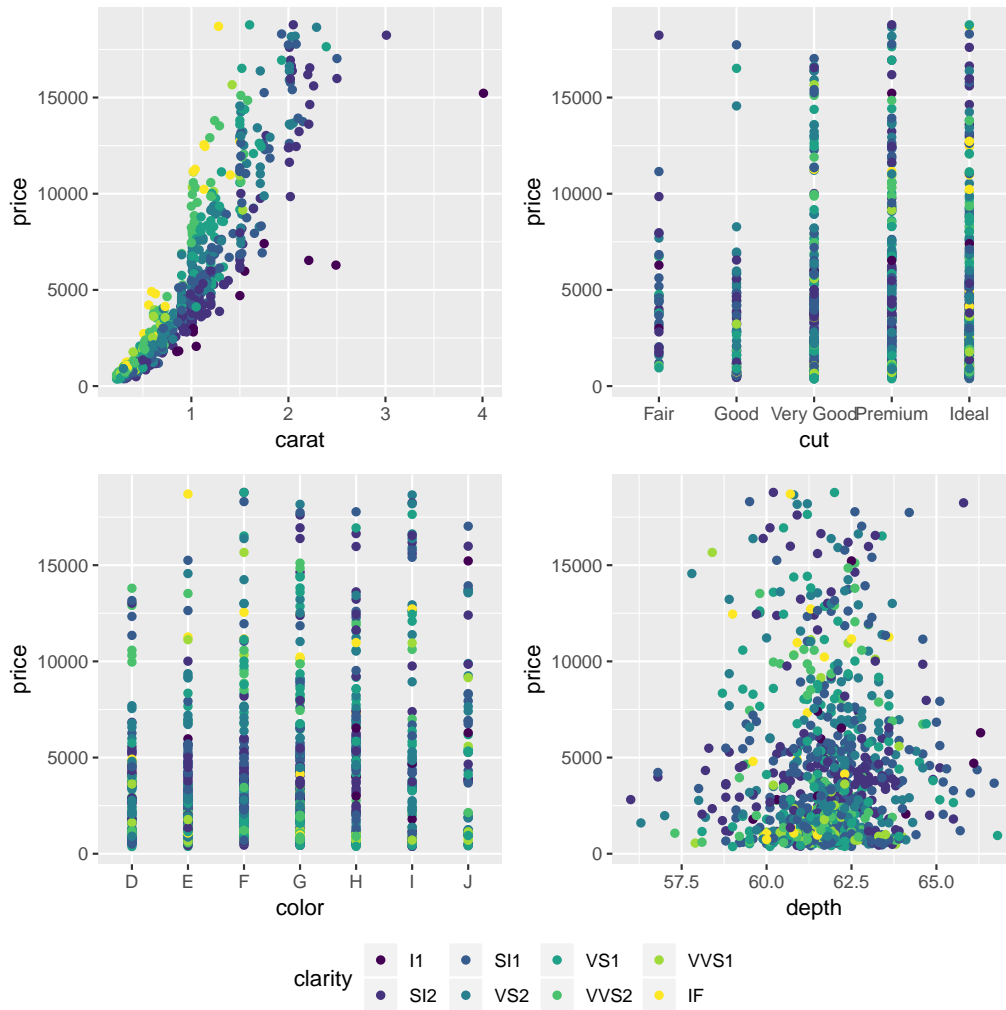 price
15000
10000
5000
0
1 2 3 4
carat
price
15000
10000
5000
0
Fair Good Very Good Premium Ideal
cut
price
15000
10000
5000
0
D E F G H I J
color
price
15000
10000
5000
0
57.5 60.0 62.5 65.0
depth
clarity
I1 SI1 VS1 VVS1
SI2 VS2 VVS2 IF